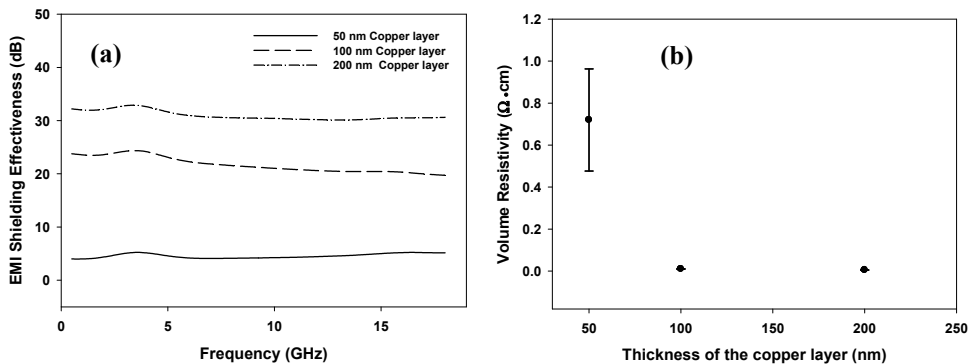 (a)
50 nm Copper layer
100 nm Copper layer
200 nm Copper layer
EMI Shielding Effectiveness (dB)
50
40
30
20
10
0
0
5
10
15
Frequency (GHz)
(b)
Volume Resistivity (Ω•cm)
1.2
1.0
0.8
0.6
0.4
0.2
0.0
50
100
150
200
250
Thickness of the copper layer (nm)